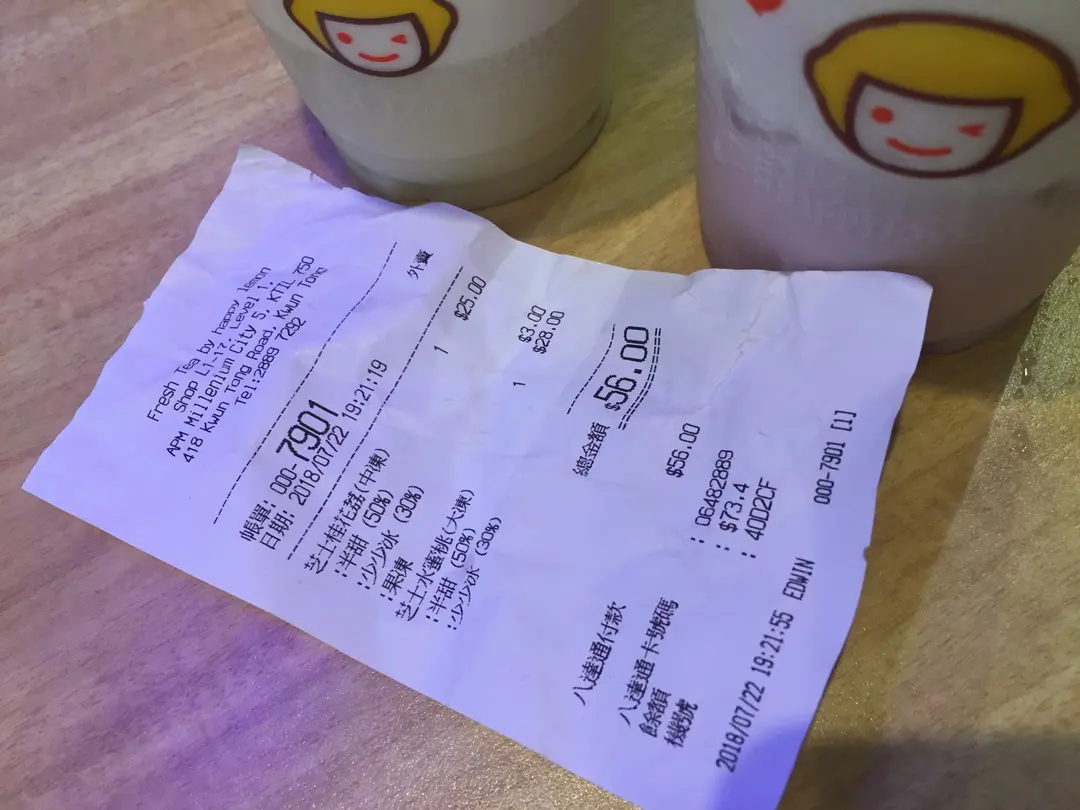 Fresh Tea by happy lemon
Shop L1-17, Level 1
APM Millenium City 5, KTIL 750
418 Kwun Tong Road, Kwun Tong
Tel:2889 7292
外賣
帳單: 000-7901
日期: 2018/07/22 19:21:19
芝士桂花荔(中凍) 1 $25.00
:半甜 (50%)
:少少冰 (30%)
:果凍 $3.00
芝士水蜜桃(大凍) 1 $28.00
:半甜 (50%)
:少少冰 (30%)
總金額 $56.00
八達通付款 $56.00
八達通卡號碼 : 06482889
餘額 : $73.4
機號 : 40D2CF
2018/07/22 19:21:55 EDWIN 000-7901 [1]